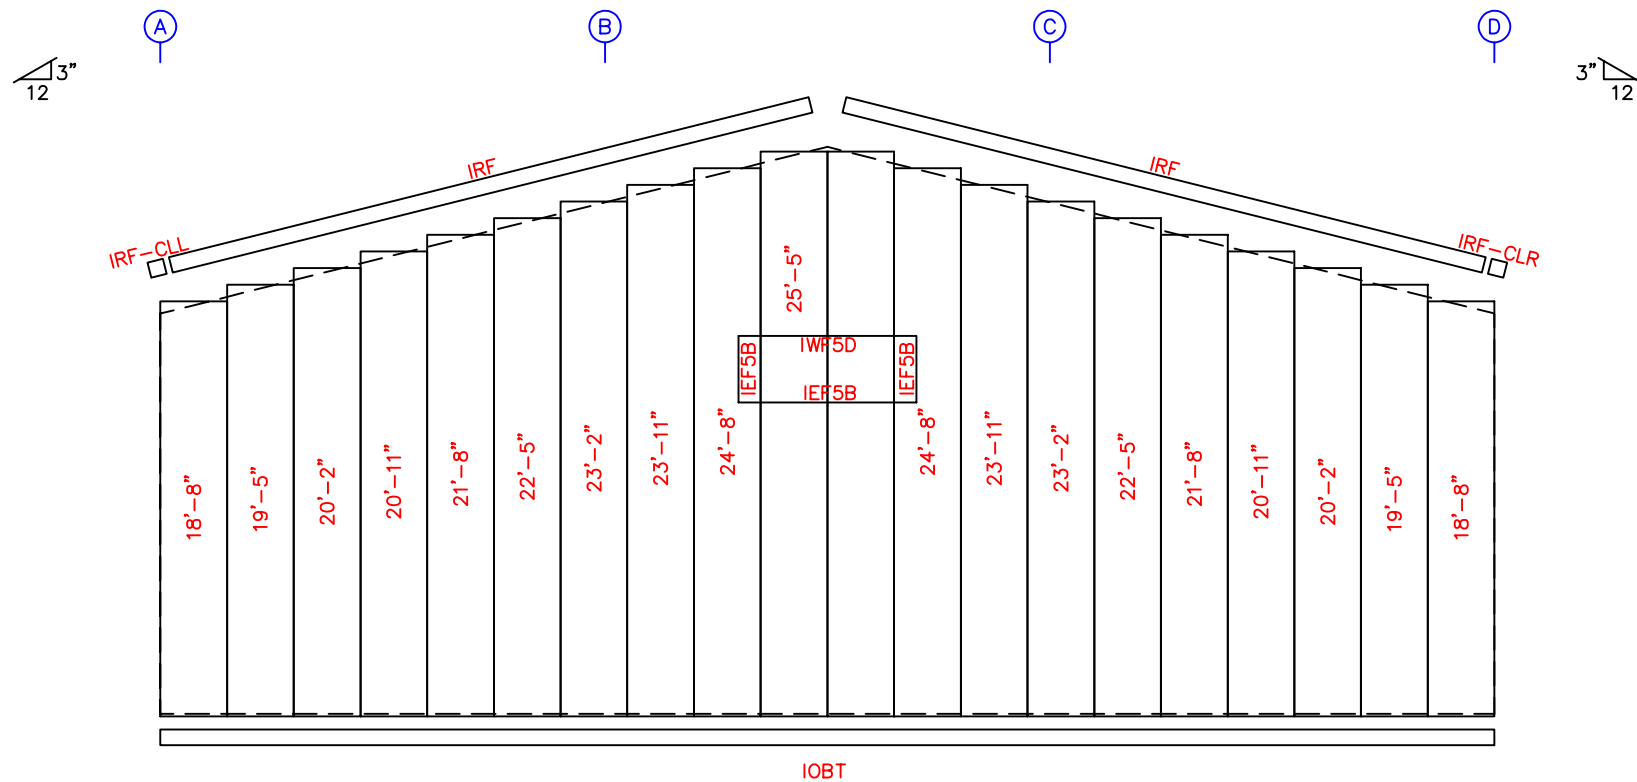 A B C D
3” 3”
12 12
IRF IRF
IRF-CLL IRF-CLR
25'-5”
IWF5D
IEF5B IEF5B
IEF5B
18'-8” 19'-5” 20'-2” 20'-11” 21'-8” 22'-5” 23'-2” 23'-11” 24'-8” 24'-8” 23'-11” 23'-2” 22'-5” 21'-8” 20'-11” 20'-2” 19'-5” 18'-8”
IOBT